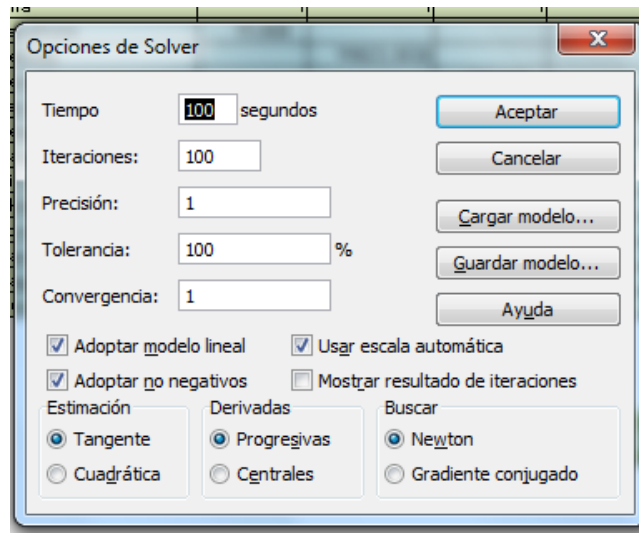 Opciones de Solver
Tiempo 100 segundos
Aceptar
Iteraciones: 100
Cancelar
Precisión: 1
Cargar modelo...
Tolerancia: 100 %
Guardar modelo...
Convergencia: 1
Ayuda
Adoptar modelo lineal
Usar escala automática
Adoptar no negativos
Mostrar resultado de iteraciones
Estimación
Derivadas
Buscar
Tangente
Progresivas
Newton
Cuadrática
Centrales
Gradiente conjugado